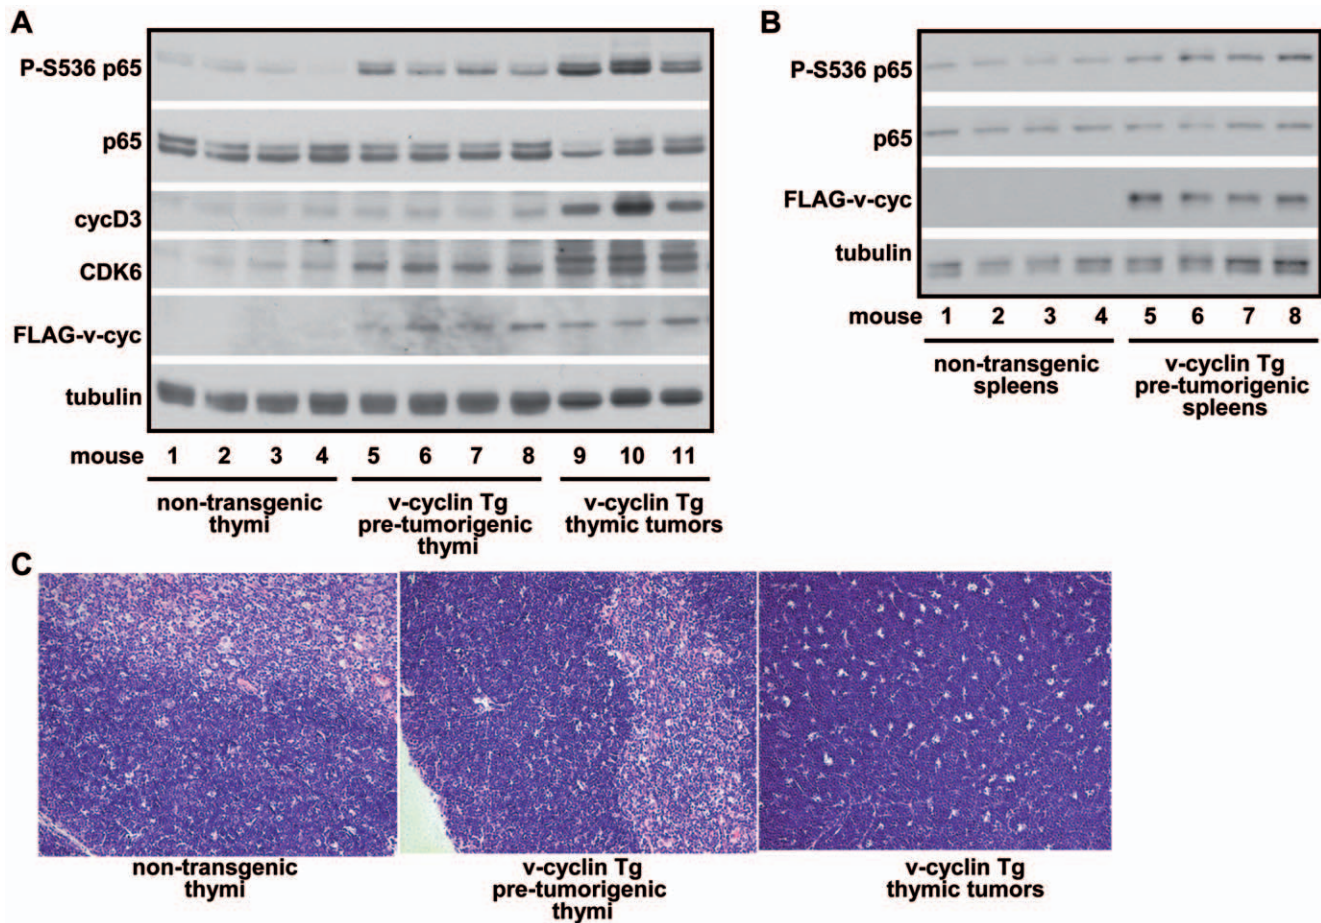 A
P-S536 p65
p65
cycD3
CDK6
FLAG-v-cyc
tubulin
mouse 1 2 3 4 5 6 7 8 9 10 11
non-transgenic
thymi
v-cyclin Tg
pre-tumorigenic
thymi
v-cyclin Tg
thymic tumors
B
P-S536 p65
p65
FLAG-v-cyc
tubulin
mouse 1 2 3 4 5 6 7 8
non-transgenic
spleens
v-cyclin Tg
pre-tumorigenic
spleens
C
non-transgenic
thymi
v-cyclin Tg
pre-tumorigenic
thymi
v-cyclin Tg
thymic tumors